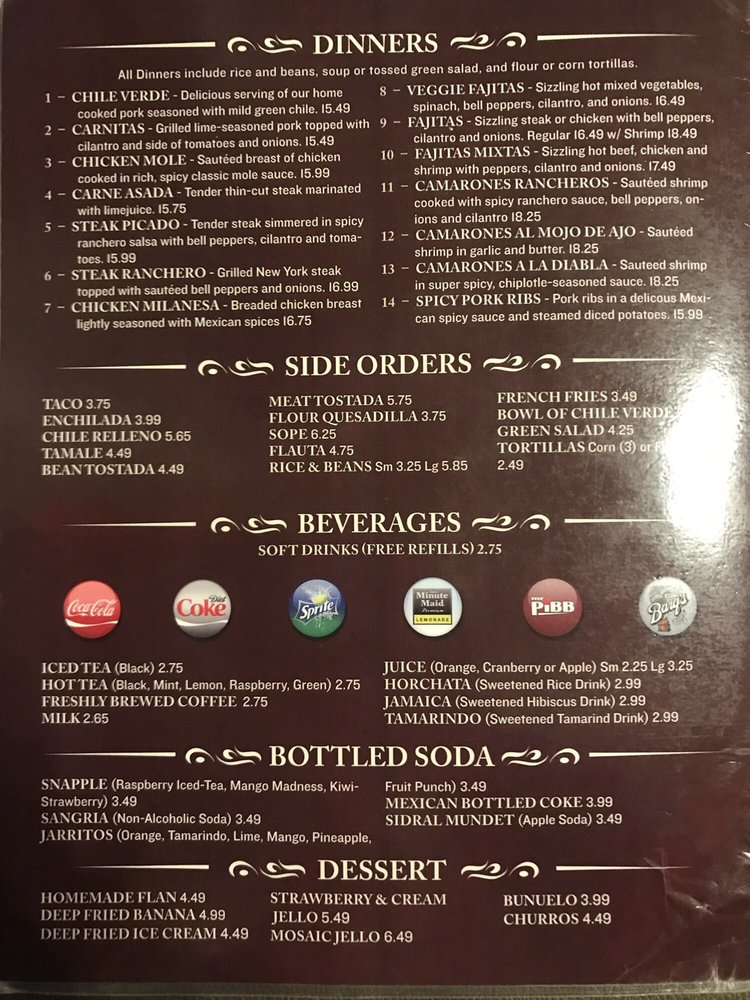 DINNERS
All Dinners include rice and beans, soup or tossed green salad, and flour or corn tortillas.
1 – CHILE VERDE - Delicious serving of our home
cooked pork seasoned with mild green chile. 15.49
2 – CARNITAS - Grilled lime-seasoned pork topped with
cilantro and side of tomatoes and onions. 15.49
3 – CHICKEN MOLE - Sautéed breast of chicken
cooked in rich, spicy classic mole sauce. 15.99
4 – CARNE ASADA - Tender thin-cut steak marinated
with limejuice. 15.75
5 – STEAK PICADO - Tender steak simmered in spicy
ranchero salsa with bell peppers, cilantro and toma-
toes. 15.99
6 – STEAK RANCHERO - Grilled New York steak
topped with sautéed bell peppers and onions. 16.99
7 – CHICKEN MILANESA - Breaded chicken breast
lightly seasoned with Mexican spices 16.75
8 – VEGGIE FAJITAS - Sizzling hot mixed vegetables,
spinach, bell peppers, cilantro, and onions. 16.49
9 – FAJITAS - Sizzling steak or chicken with bell peppers,
cilantro and onions. Regular 16.49 w/ Shrimp 18.49
10 – FAJITAS MIXTAS - Sizzling hot beef, chicken and
shrimp with peppers, cilantro and onions. 17.49
11 – CAMARONES RANCHEROS - Sautéed shrimp
cooked with spicy ranchero sauce, bell peppers, on-
ions and cilantro 18.25
12 – CAMARONES AL MOJO DE AJO - Sautéed
shrimp in garlic and butter. 18.25
13 – CAMARONES A LA DIABLA - Sauteed shrimp
in super spicy, chiplotle-seasoned sauce. 18.25
14 – SPICY PORK RIBS - Pork ribs in a delicous Mexi-
can spicy sauce and steamed diced potatoes. 15.99
SIDE ORDERS
TACO 3.75
ENCHILADA 3.99
CHILE RELLENO 5.65
TAMALE 4.49
BEAN TOSTADA 4.49
MEAT TOSTADA 5.75
FLOUR QUESADILLA 3.75
SOPE 6.25
FLAUTA 4.75
RICE & BEANS Sm 3.25 Lg 5.85
FRENCH FRIES 3.49
BOWL OF CHILE VERDE
GREEN SALAD 4.25
TORTILLAS Corn (3) or
2.49
BEVERAGES
SOFT DRINKS (FREE REFILLS) 2.75
Coca-Cola
Diet
Coke
Sprite
Minute
Maid
Premium
LEMONADE
mr
PiBB
Barq's
ICED TEA (Black) 2.75
HOT TEA (Black, Mint, Lemon, Raspberry, Green) 2.75
FRESHLY BREWED COFFEE 2.75
MILK 2.65
JUICE (Orange, Cranberry or Apple) Sm 2.25 Lg 3.25
HORCHATA (Sweetened Rice Drink) 2.99
JAMAICA (Sweetened Hibiscus Drink) 2.99
TAMARINDO (Sweetened Tamarind Drink) 2.99
BOTTLED SODA
SNAPPLE (Raspberry Iced-Tea, Mango Madness, Kiwi-
Strawberry) 3.49
SANGRIA (Non-Alcoholic Soda) 3.49
JARRITOS (Orange, Tamarindo, Lime, Mango, Pineapple,
Fruit Punch) 3.49
MEXICAN BOTTLED COKE 3.99
SIDRAL MUNDET (Apple Soda) 3.49
DESSERT
HOMEMADE FLAN 4.49
DEEP FRIED BANANA 4.99
DEEP FRIED ICE CREAM 4.49
STRAWBERRY & CREAM
JELLO 5.49
MOSAIC JELLO 6.49
BUNUELO 3.99
CHURROS 4.49